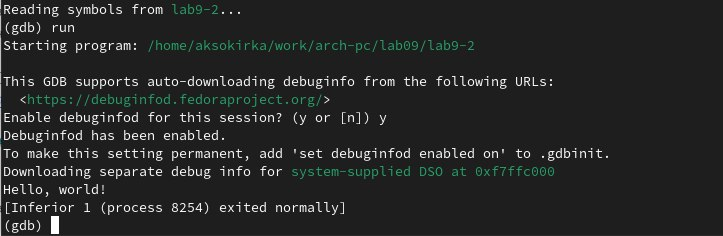 Reading symbols from lab9-2...
(gdb) run
Starting program: /home/aksokirka/work/arch-pc/lab09/lab9-2
This GDB supports auto-downloading debuginfo from the following URLs:
  <https://debuginfod.fedoraproject.org/>
Enable debuginfod for this session? (y or [n]) y
Debuginfod has been enabled.
To make this setting permanent, add 'set debuginfod enabled on' to .gdbinit.
Downloading separate debug info for system-supplied DSO at 0xf7ffc000
Hello, world!
[Inferior 1 (process 8254) exited normally]
(gdb)